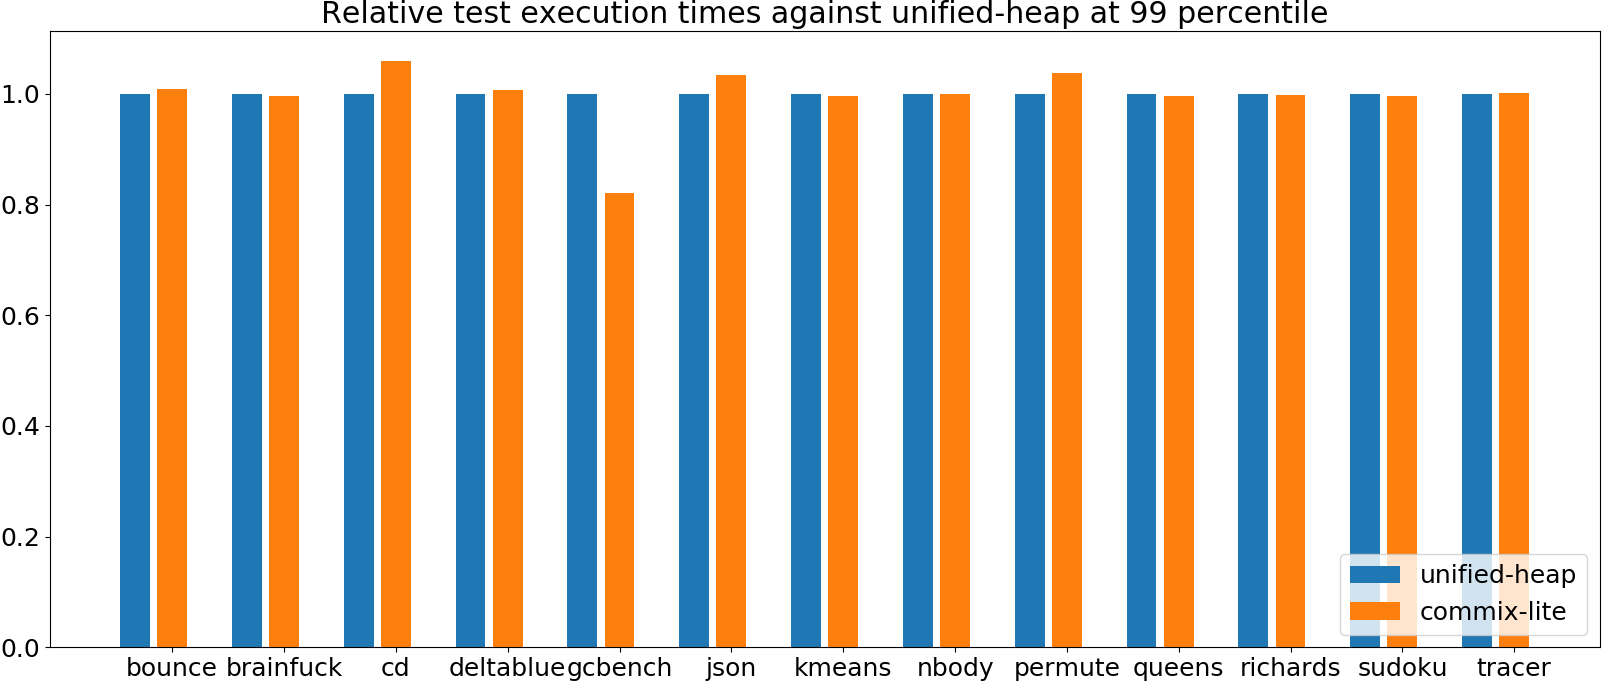 Relative test execution times against unified-heap at 99 percentile
1.0
0.8
0.6
0.4
0.2
0.0
unified-heap
commix-lite
bounce brainfuck cd deltablue gcbench json kmeans nbody permute queens richards sudoku tracer